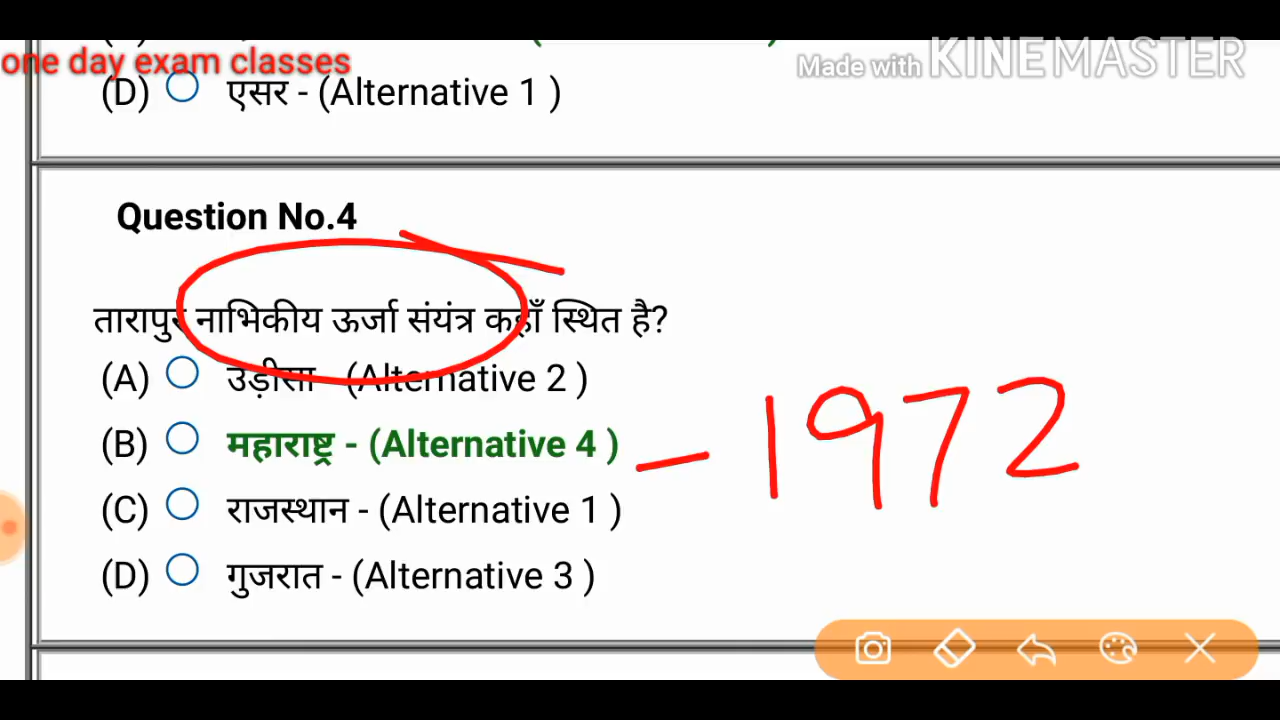 one day exam classes
Made with KINEMASTER
(D) एसर - (Alternative 1 )
Question No.4
तारापुर नाभिकीय ऊर्जा संयंत्र कहाँ स्थित है?
(A) उड़ीसा - (Alternative 2 )
(B) महाराष्ट्र - (Alternative 4 ) - 1972
(C) राजस्थान - (Alternative 1 )
(D) गुजरात - (Alternative 3 )